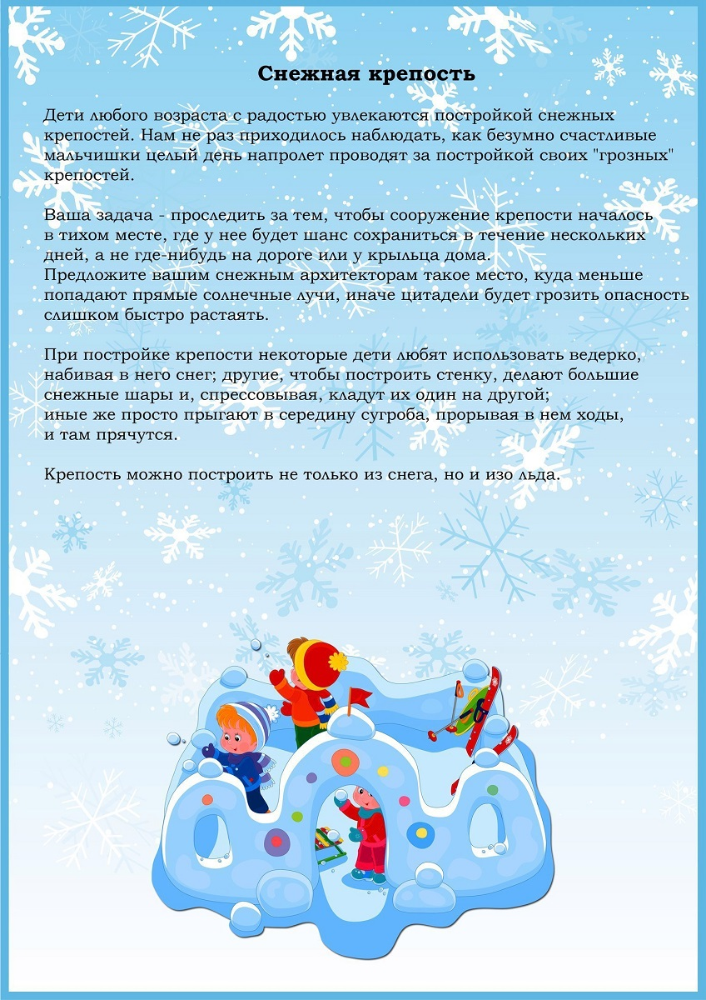 Снежная крепость
Дети любого возраста с радостью увлекаются постройкой снежных
крепостей. Нам не раз приходилось наблюдать, как безумно счастливые
мальчишки целый день напролет проводят за постройкой своих "грозных"
крепостей.
Ваша задача - проследить за тем, чтобы сооружение крепости началось
в тихом месте, где у нее будет шанс сохраниться в течение нескольких
дней, а не где-нибудь на дороге или у крыльца дома.
Предложите вашим снежным архитекторам такое место, куда меньше
попадают прямые солнечные лучи, иначе цитадели будет грозить опасность
слишком быстро растаять.
При постройке крепости некоторые дети любят использовать ведерко,
набивая в него снег; другие, чтобы построить стенку, делают большие
снежные шары и, спрессовывая, кладут их один на другой;
иные же просто прыгают в середину сугроба, прорывая в нем ходы,
и там прячутся.
Крепость можно построить не только из снега, но и изо льда.